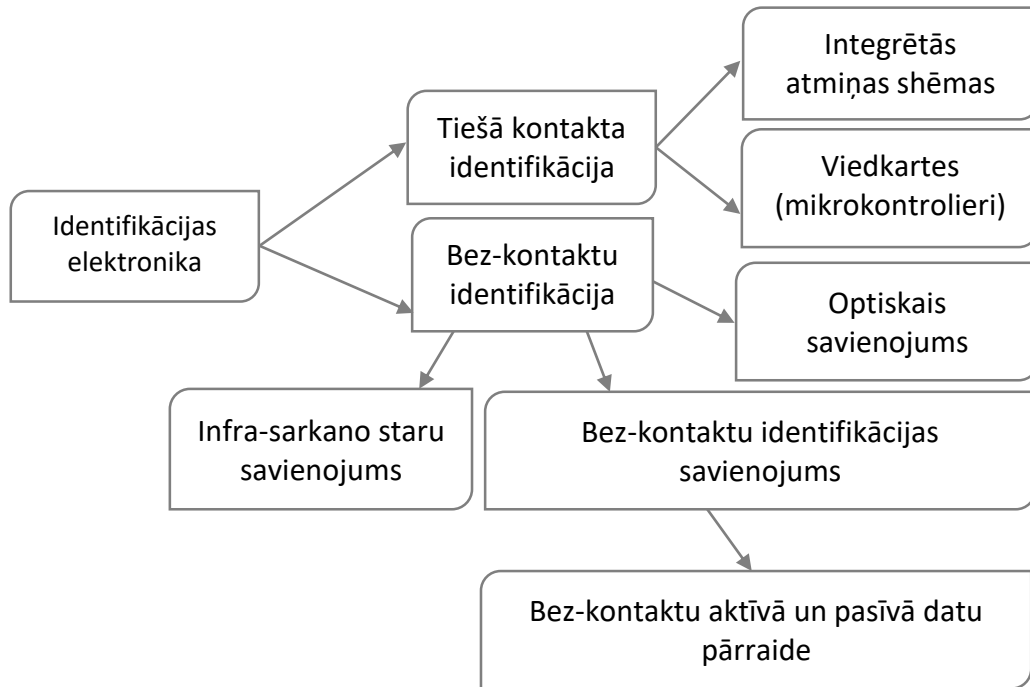 Integrētās
atmiņas shēmas
Tiešā kontakta
identifikācija
Viedkartes
(mikrokontrolieri)
Identifikācijas
elektronika
Bez-kontaktu
identifikācija
Optiskais
savienojums
Infra-sarkano staru
savienojums
Bez-kontaktu identifikācijas
savienojums
Bez-kontaktu aktīvā un pasīvā datu
pārraide